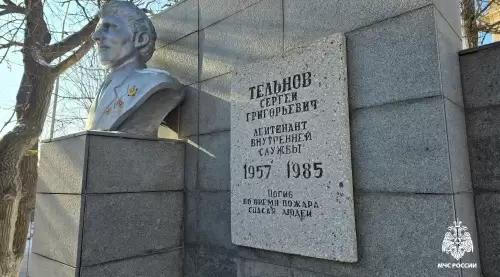 ТЕЛЬНОВ
СЕРГЕЙ
ГРИГОРЬЕВИЧ
ЛЕЙТЕНАНТ
ВНУТРЕННЕЙ
СЛУЖБЫ
1957 1985
Погиб
во время пожара
спасая людей
МЧС РОССИИ